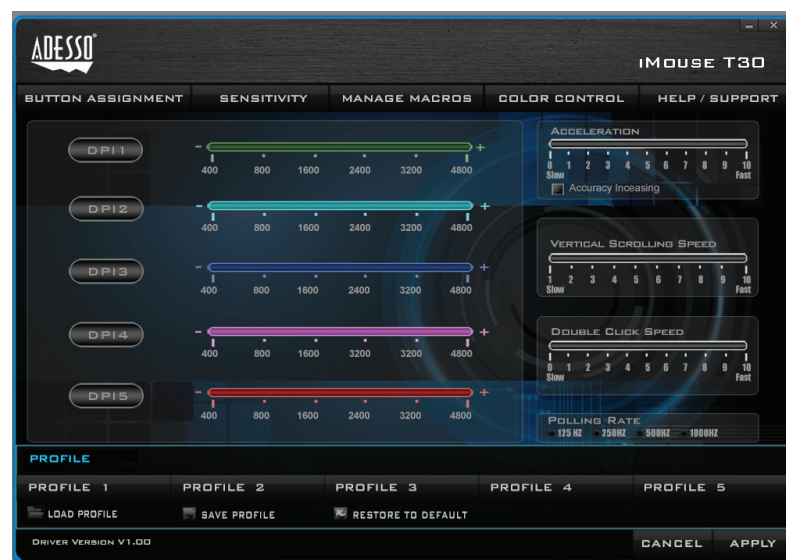 ADESSO®
iMouse T30
BUTTON ASSIGNMENT SENSITIVITY MANAGE MACROS COLOR CONTROL HELP / SUPPORT
DPI1
- +
400 800 1600 2400 3200 4800
DPI2
- +
400 800 1600 2400 3200 4800
DPI3
- +
400 800 1600 2400 3200 4800
DPI4
- +
400 800 1600 2400 3200 4800
DPI5
- +
400 800 1600 2400 3200 4800
Acceleration
0 1 2 3 4 5 6 7 8 9 10
Slow Fast
Accuracy Inceasing
Vertical Scrolling Speed
1 2 3 4 5 6 7 8 9 10
Slow Fast
Double Click Speed
0 1 2 3 4 5 6 7 8 9 10
Slow Fast
Polling Rate
125 HZ 250HZ 500HZ 1000HZ
PROFILE
PROFILE 1 PROFILE 2 PROFILE 3 PROFILE 4 PROFILE 5
LOAD PROFILE SAVE PROFILE RESTORE TO DEFAULT
Driver Version V1.00
CANCEL APPLY